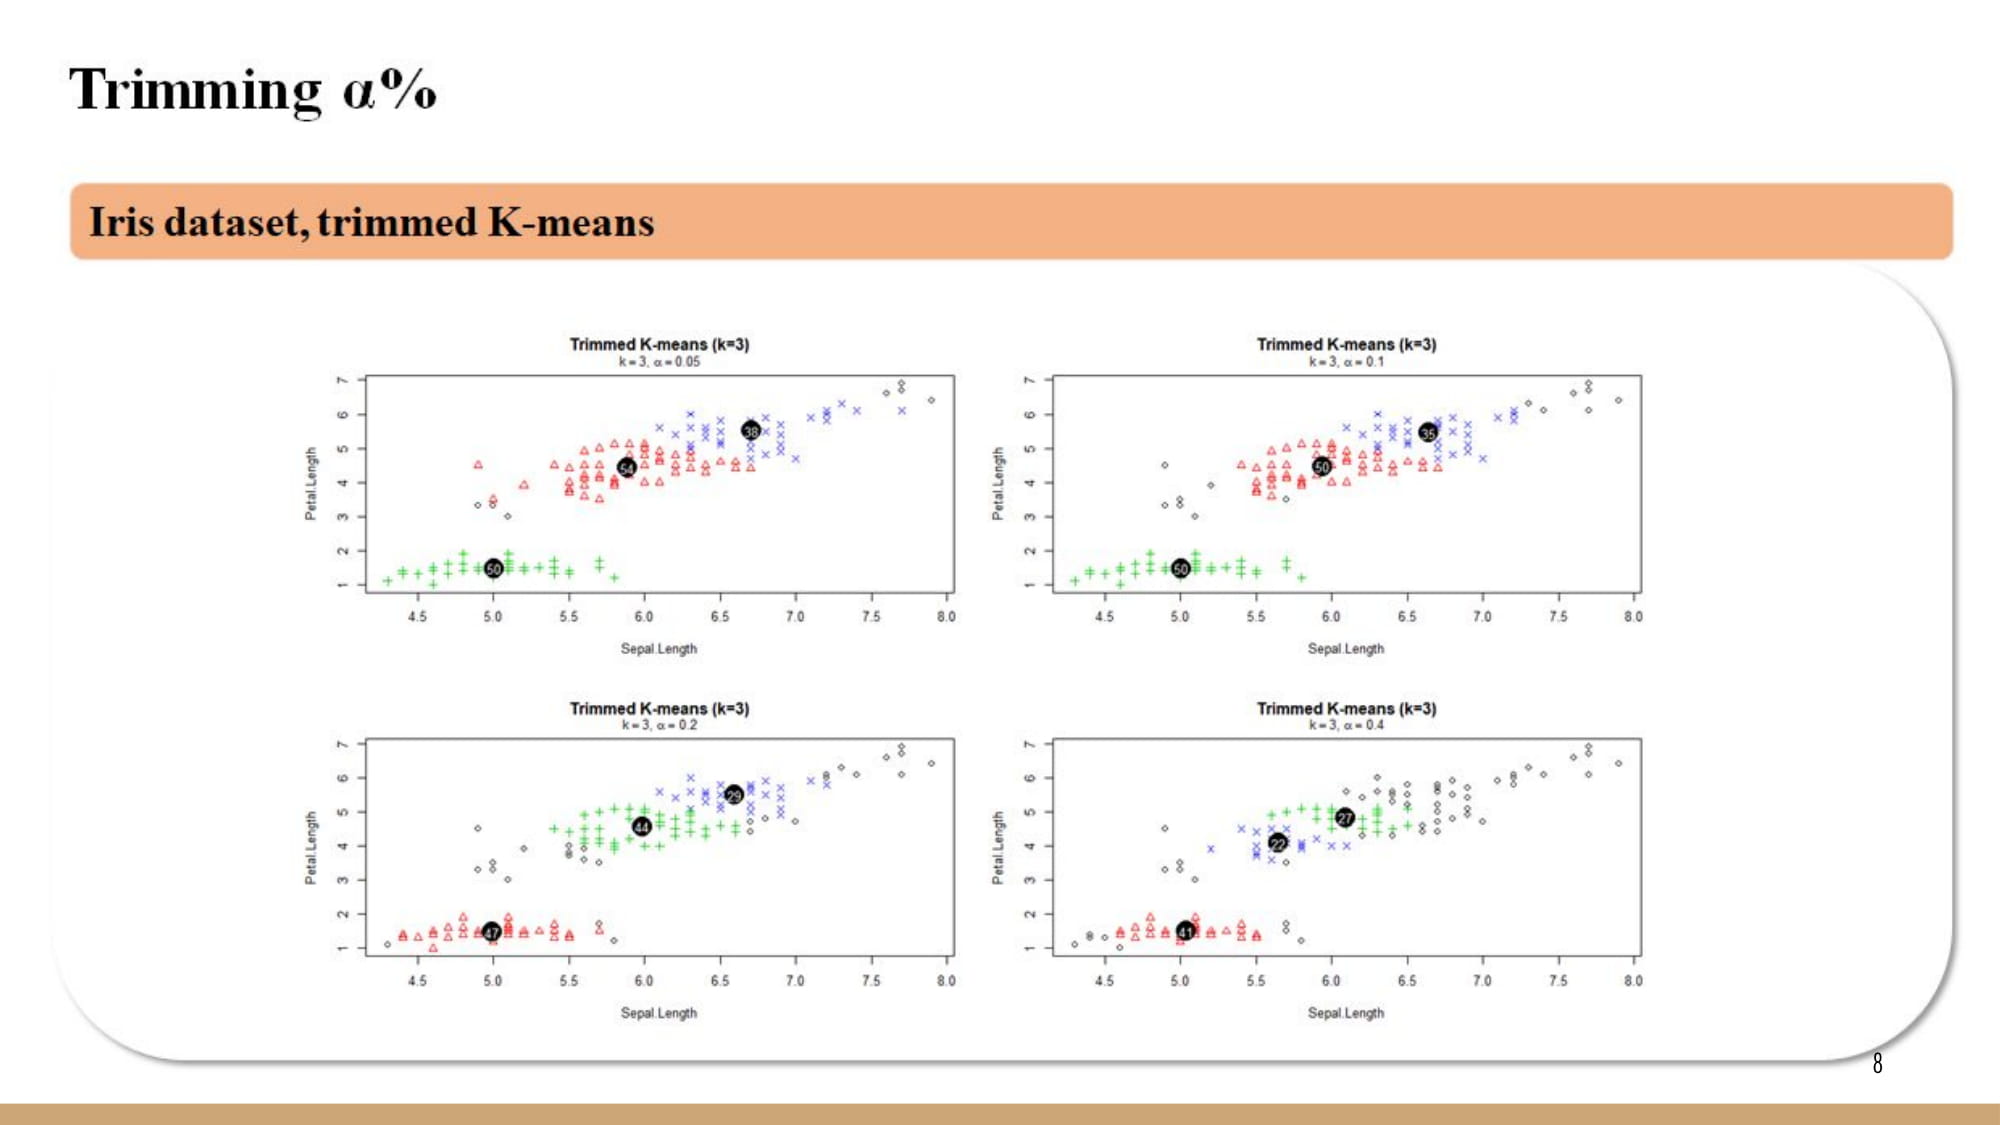 Trimming α%
Iris dataset, trimmed K-means
Trimmed K-means (k=3)
k = 3, α = 0.05
Petal.Length
7
6
5
4
3
2
1
38
54
50
4.5 5.0 5.5 6.0 6.5 7.0 7.5 8.0
Sepal.Length
Trimmed K-means (k=3)
k = 3, α = 0.1
Petal.Length
7
6
5
4
3
2
1
35
50
50
4.5 5.0 5.5 6.0 6.5 7.0 7.5 8.0
Sepal.Length
Trimmed K-means (k=3)
k = 3, α = 0.2
Petal.Length
7
6
5
4
3
2
1
29
44
47
4.5 5.0 5.5 6.0 6.5 7.0 7.5 8.0
Sepal.Length
Trimmed K-means (k=3)
k = 3, α = 0.4
Petal.Length
7
6
5
4
3
2
1
27
22
41
4.5 5.0 5.5 6.0 6.5 7.0 7.5 8.0
Sepal.Length
8